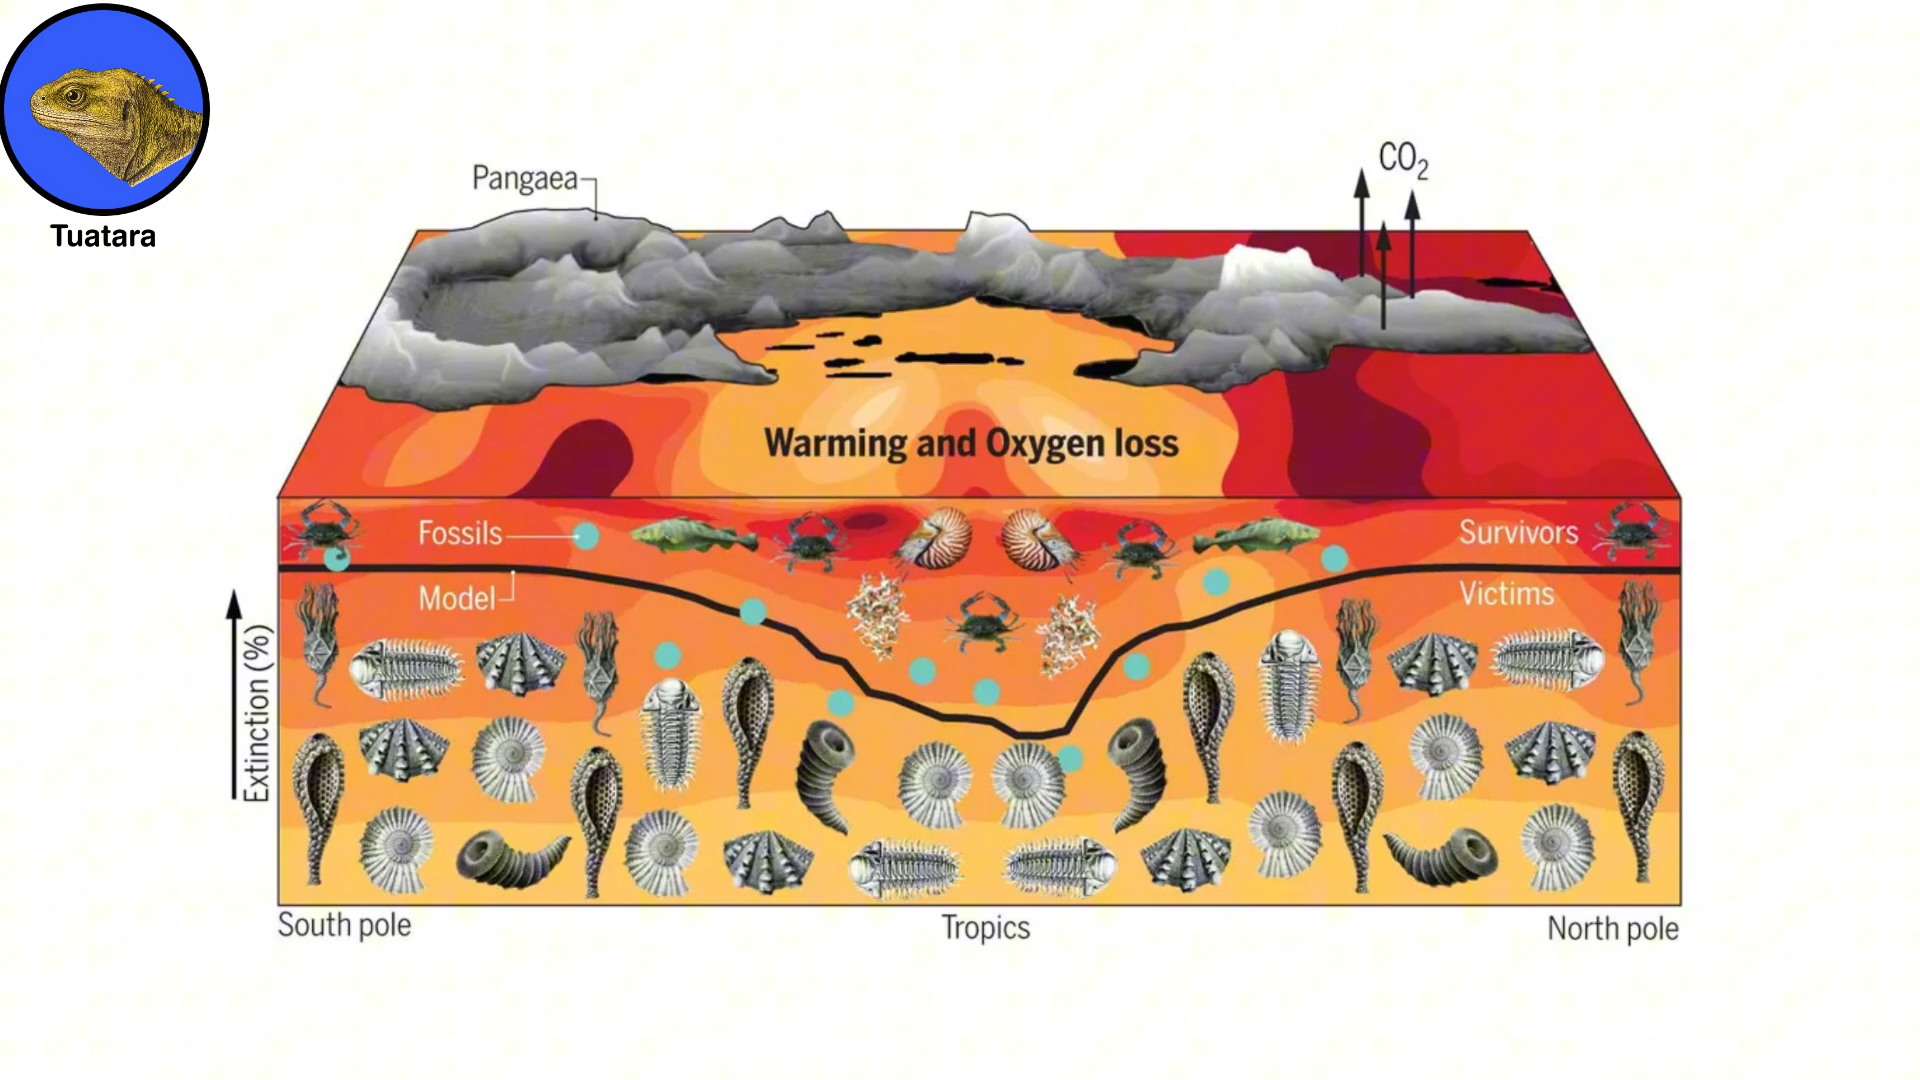 Tuatara
Pangaea
CO₂
Warming and Oxygen loss
Fossils
Survivors
Model
Victims
Extinction (%)
South pole
Tropics
North pole